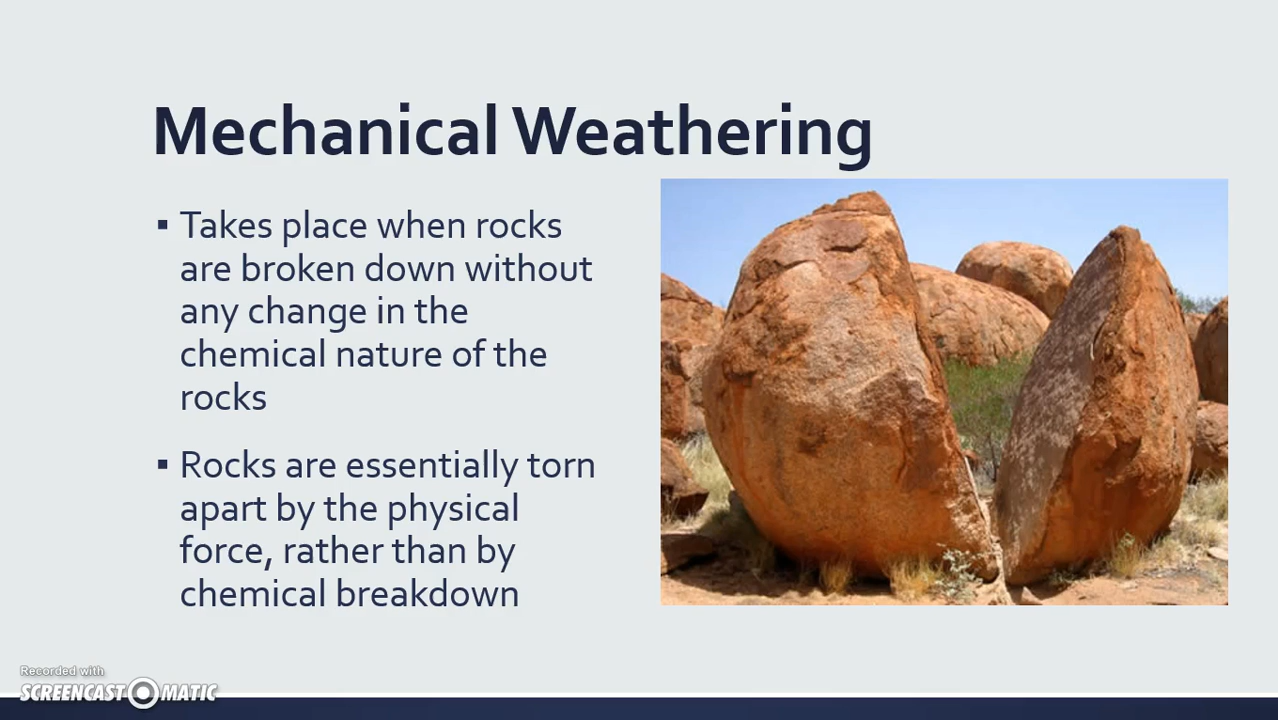 Mechanical Weathering
▪ Takes place when rocks
are broken down without
any change in the
chemical nature of the
rocks
▪ Rocks are essentially torn
apart by the physical
force, rather than by
chemical breakdown
Recorded with
SCREENCAST MATIC